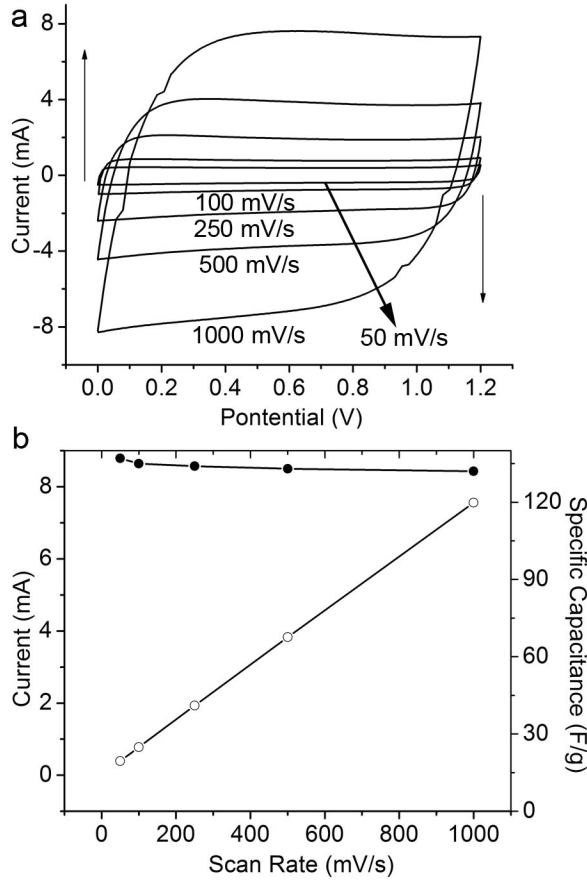 a
8
4
0
-4
-8
Current (mA)
100 mV/s
250 mV/s
500 mV/s
1000 mV/s
50 mV/s
0.0 0.2 0.4 0.6 0.8 1.0 1.2
Pontential (V)
b
8
6
8
4
2
0
Current (mA)
120
90
60
30
0
Specific Capacitance (F/g)
0 200 400 600 800 1000
Scan Rate (mV/s)